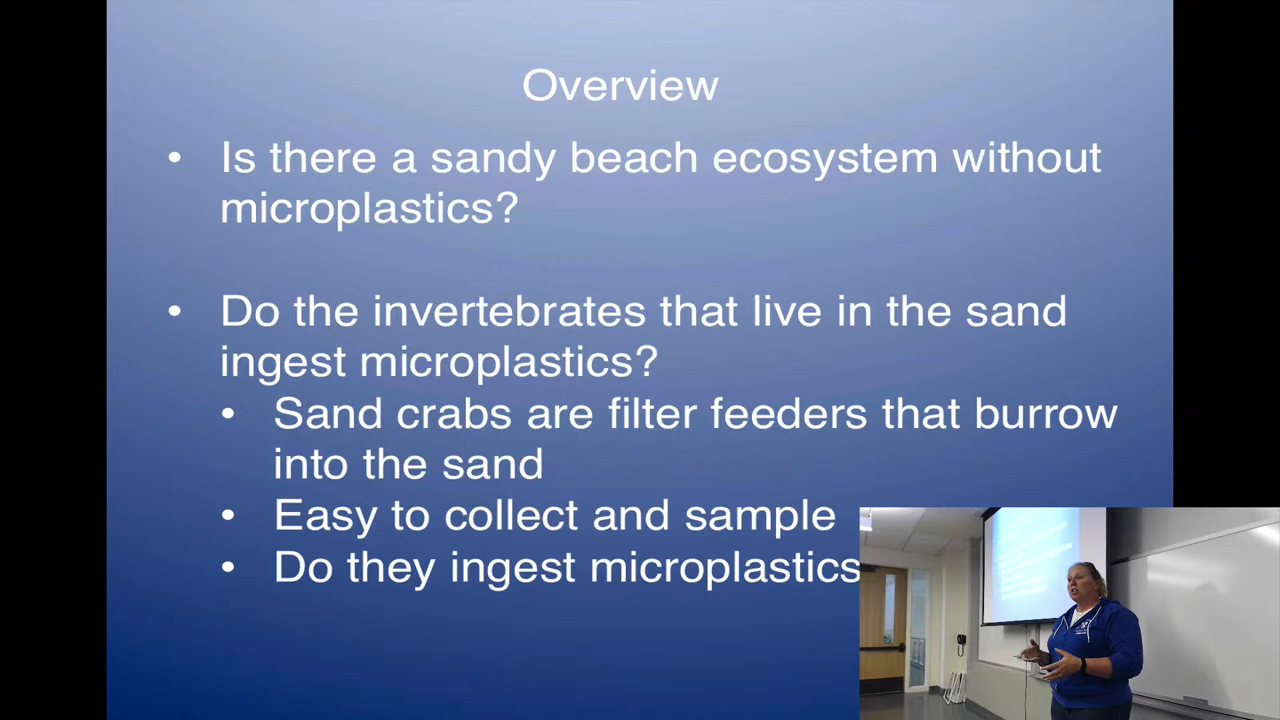 Overview
• Is there a sandy beach ecosystem without
microplastics?
• Do the invertebrates that live in the sand
ingest microplastics?
• Sand crabs are filter feeders that burrow
into the sand
• Easy to collect and sample
• Do they ingest microplastics